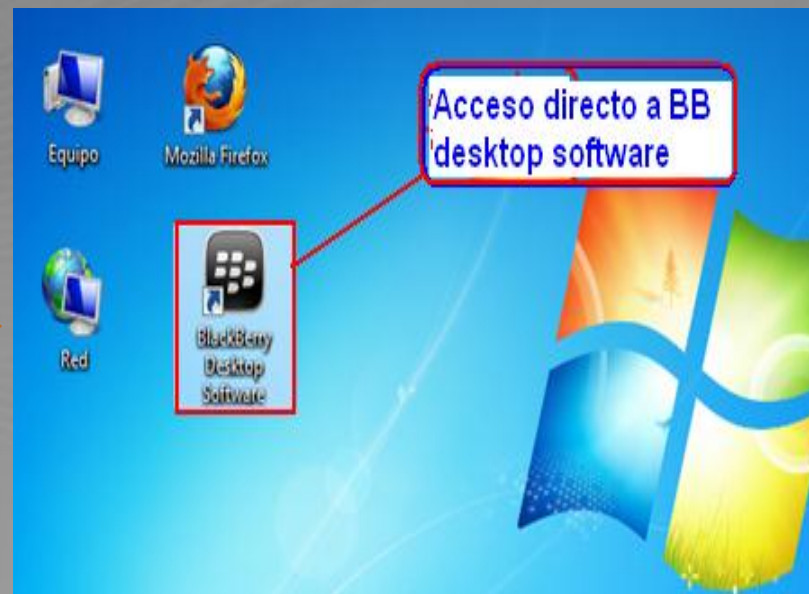 Equipo
Mozilla Firefox
Acceso directo a BB
desktop software
Red
BlackBerry
Desktop
Software